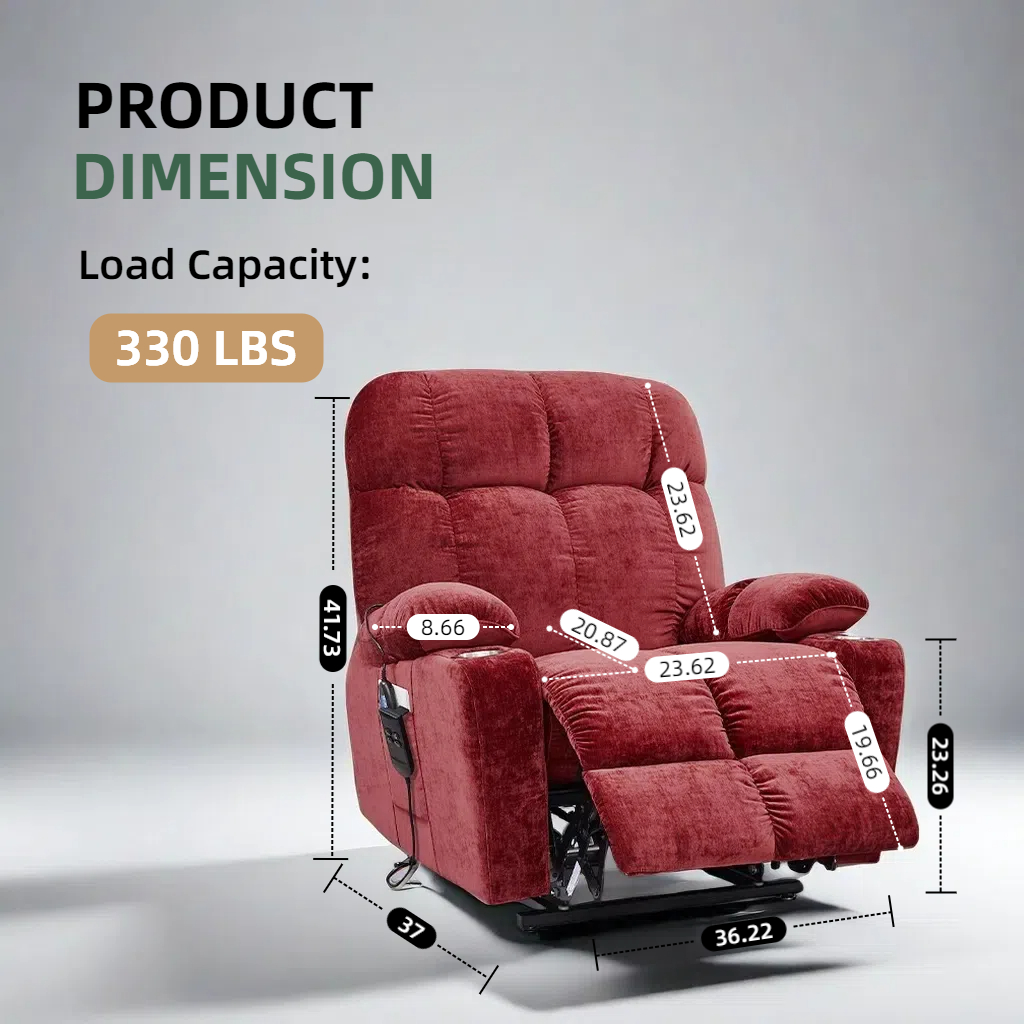 PRODUCT
DIMENSION
Load Capacity:
330 LBS
23.62
41.73
8.66
20.87
23.62
19.66
23.26
37
36.22